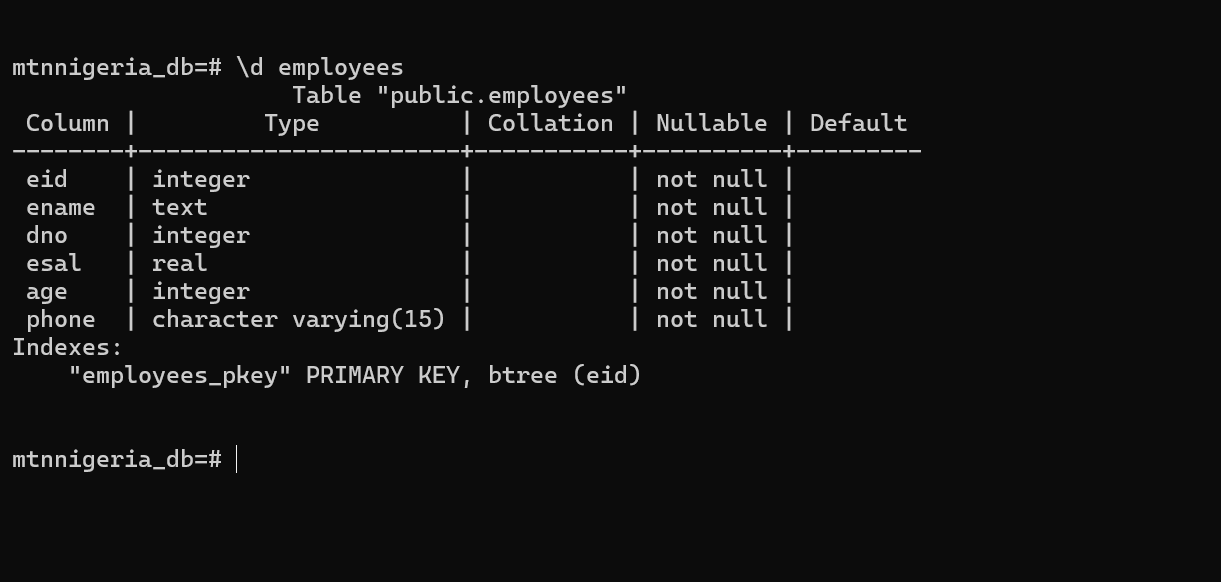 mtnnigeria_db=# \d employees
                    Table "public.employees"
 Column |         Type          | Collation | Nullable | Default
--------+-----------------------+-----------+----------+---------
 eid    | integer               |           | not null |
 ename  | text                  |           | not null |
 dno    | integer               |           | not null |
 esal   | real                  |           | not null |
 age    | integer               |           | not null |
 phone  | character varying(15) |           | not null |
Indexes:
    "employees_pkey" PRIMARY KEY, btree (eid)
mtnnigeria_db=#